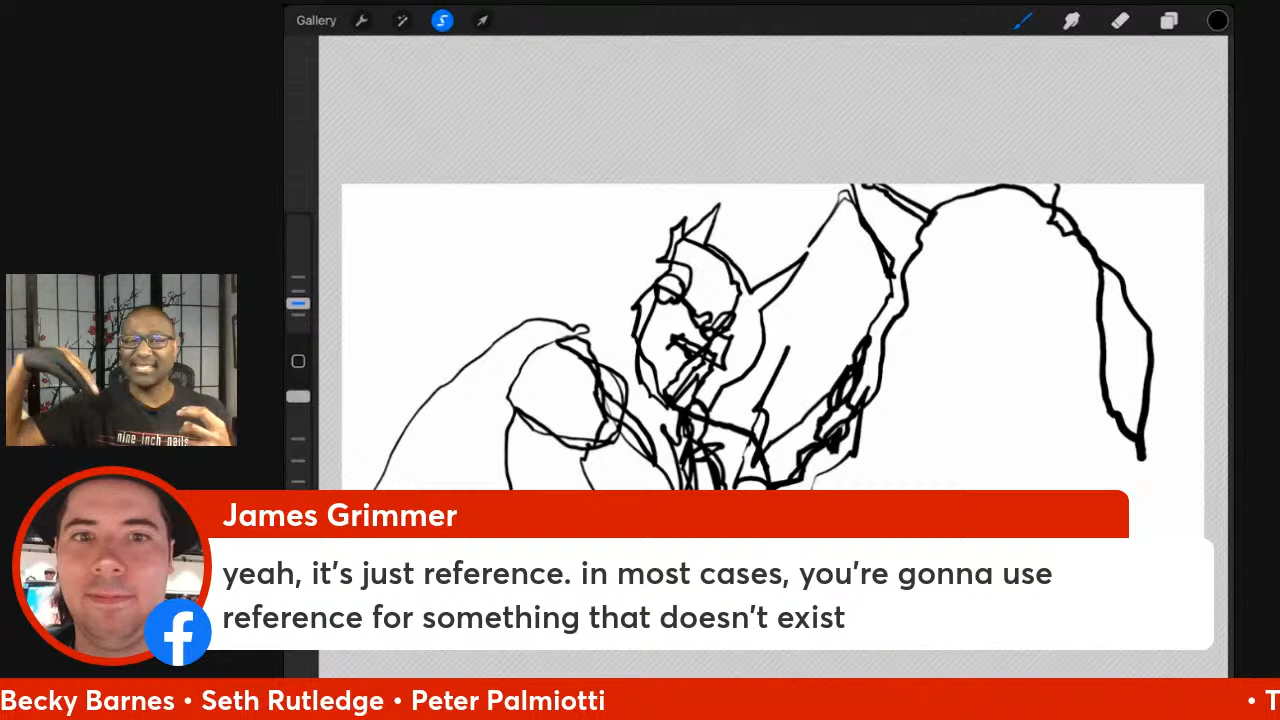 Gallery
nine inch nails
James Grimmer
yeah, it's just reference. in most cases, you're gonna use
reference for something that doesn't exist
Becky Barnes • Seth Rutledge • Peter Palmiotti • T